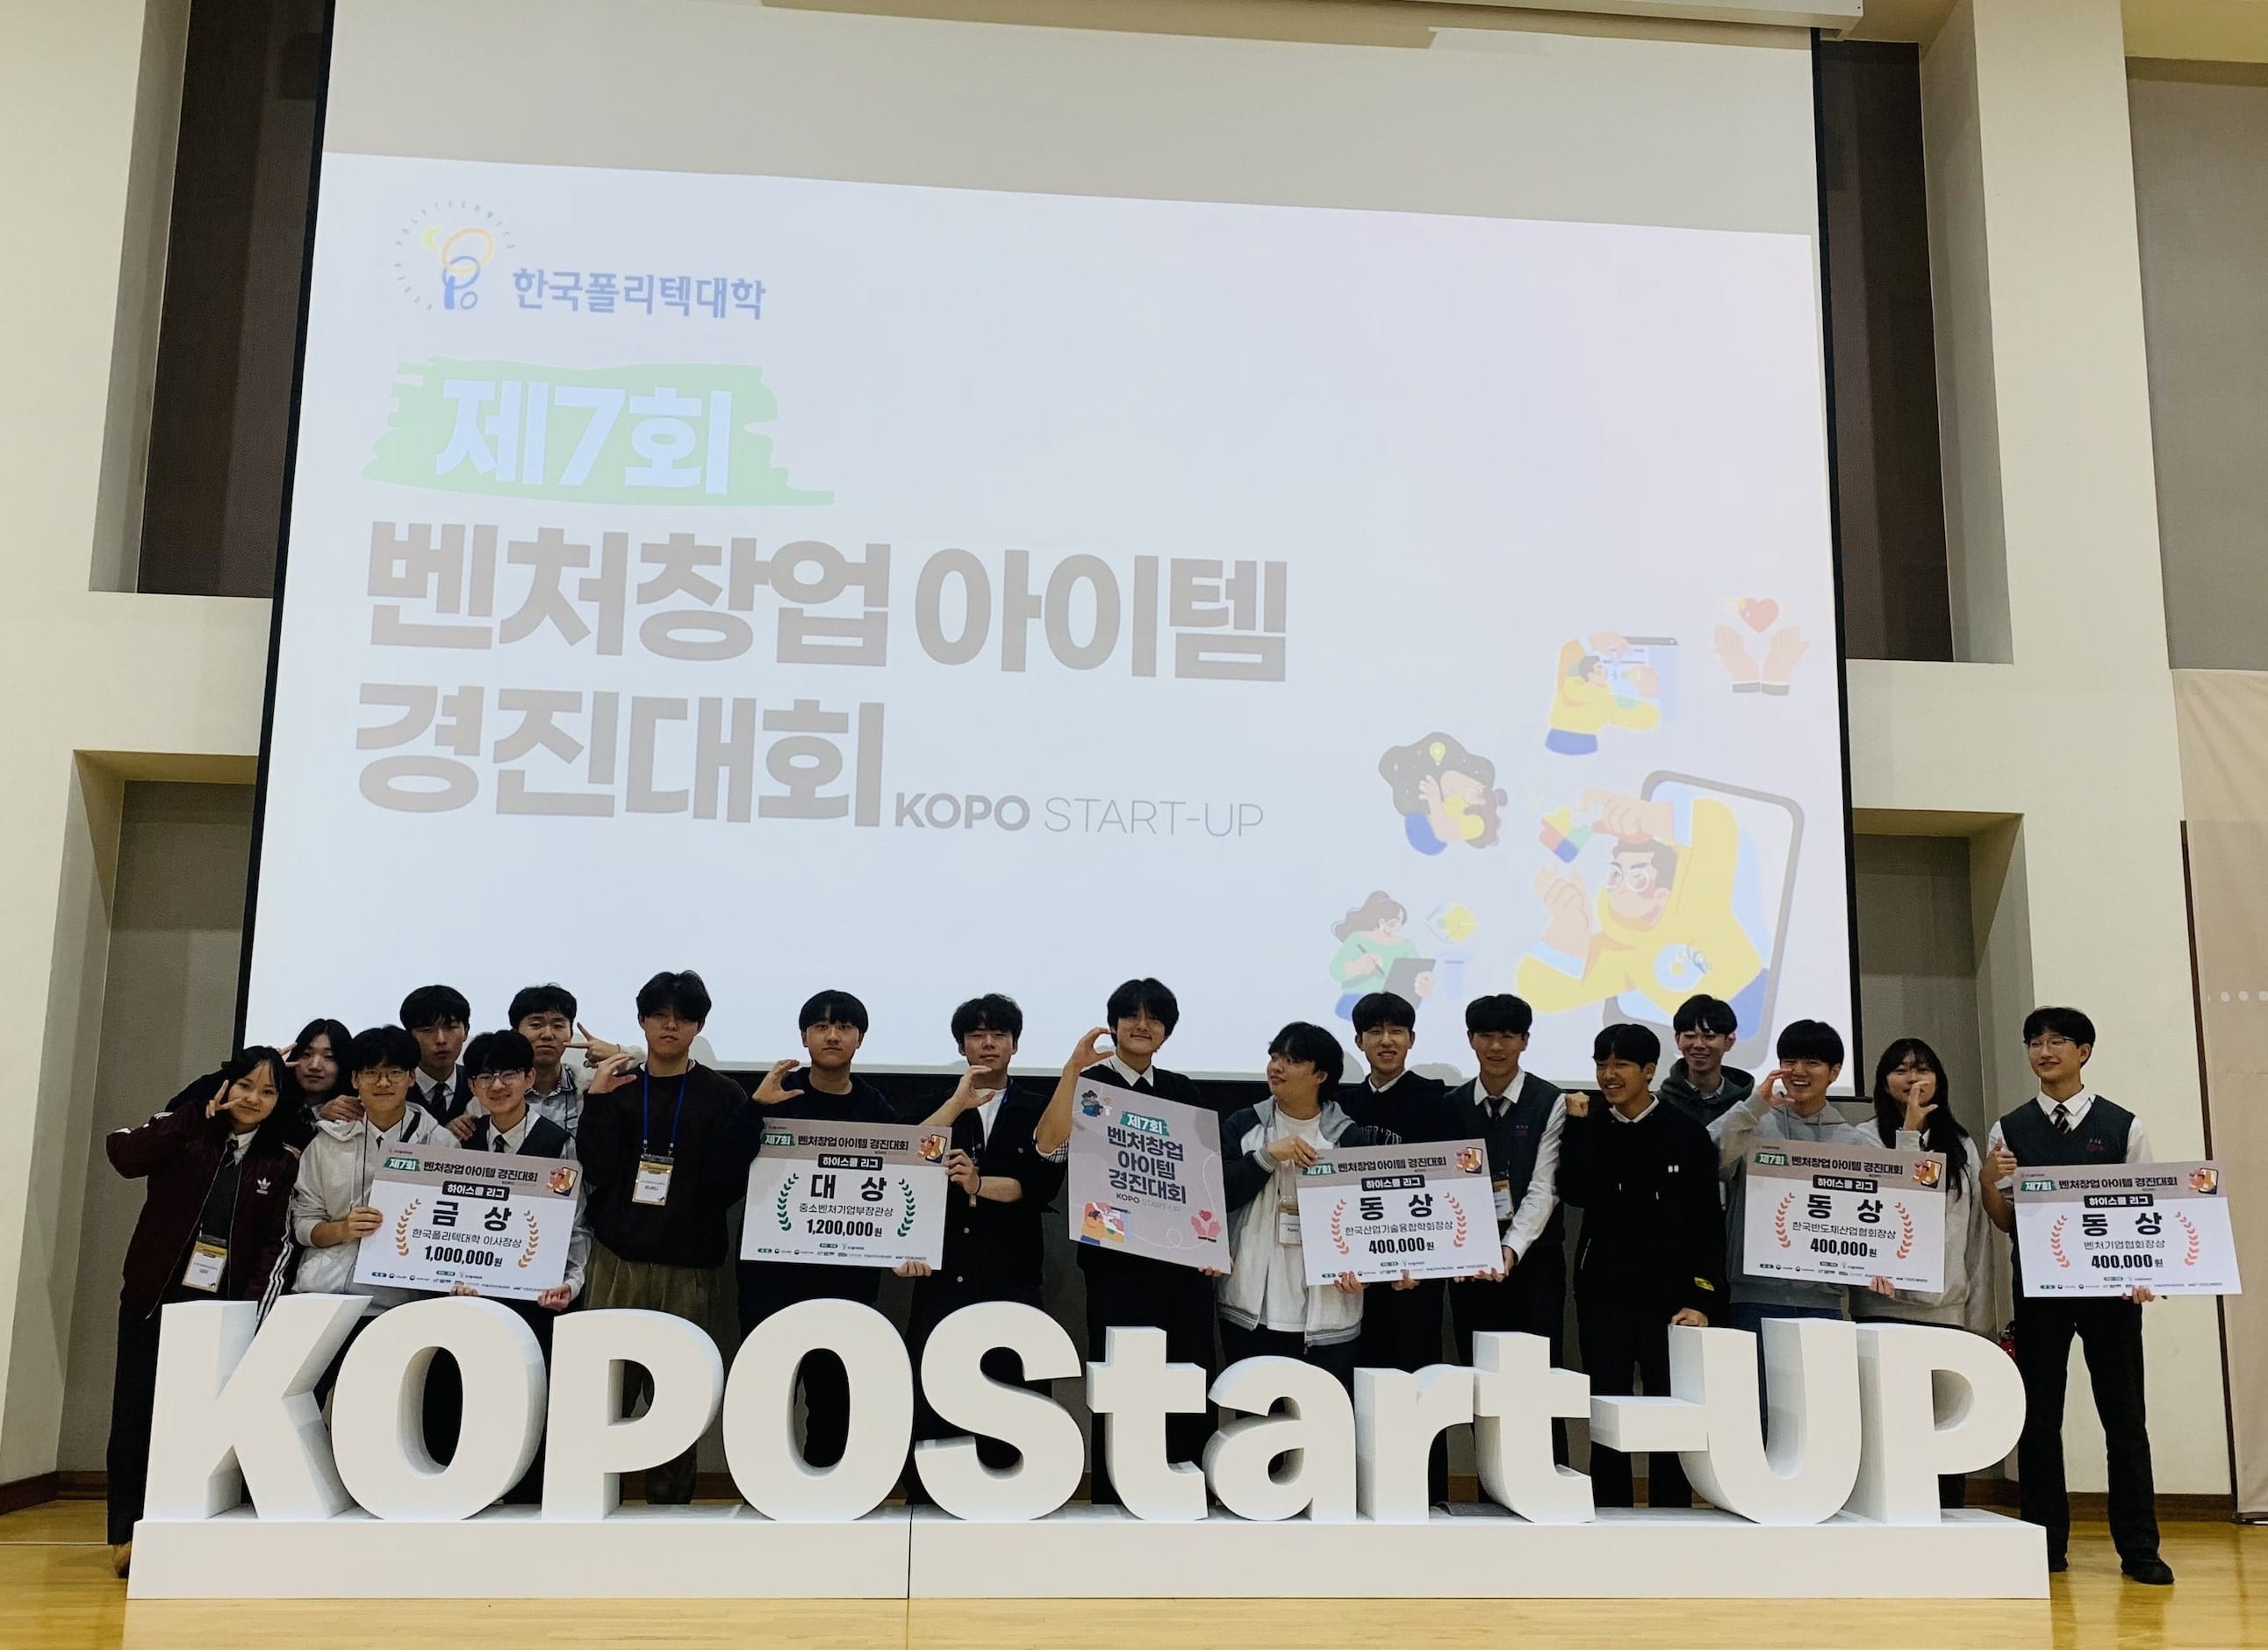 한국폴리텍대학
제7회
벤처창업 아이템
경진대회 KOPO START-UP
제7회 벤처창업 아이템 경진대회
하이스쿨 리그
금 상
한국폴리텍대학 이사장상
1,000,000원
제7회 벤처창업 아이템 경진대회
하이스쿨 리그
대 상
중소벤처기업부장관상
1,200,000원
제7회
벤처창업
아이템
경진대회
KOPO START-UP
제7회 벤처창업 아이템 경진대회
하이스쿨 리그
동 상
한국산업기술융합학회장상
400,000원
제7회 벤처창업 아이템 경진대회
하이스쿨 리그
동 상
한국반도체산업협회장상
400,000원
제7회 벤처창업 아이템 경진대회
하이스쿨 리그
동 상
벤처기업협회장상
400,000원
KOPOStart-UP